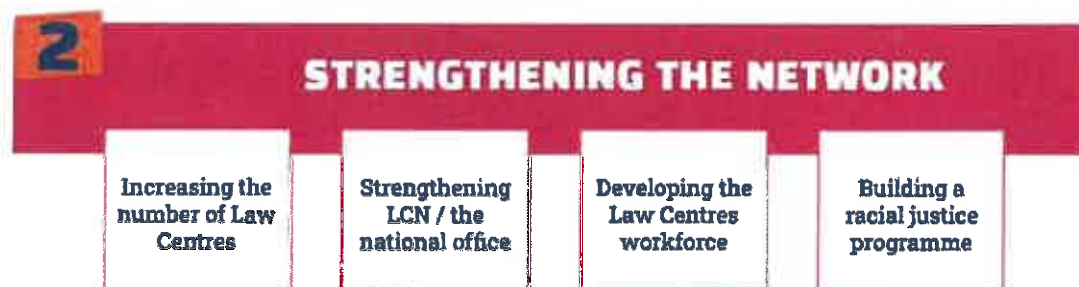 2
STRENGTHENING THE NETWORK
Increasing the
number of Law
Centres
Strengthening
LCN / the
national office
Developing the
Law Centres
workforce
Building a
racial justice
programme